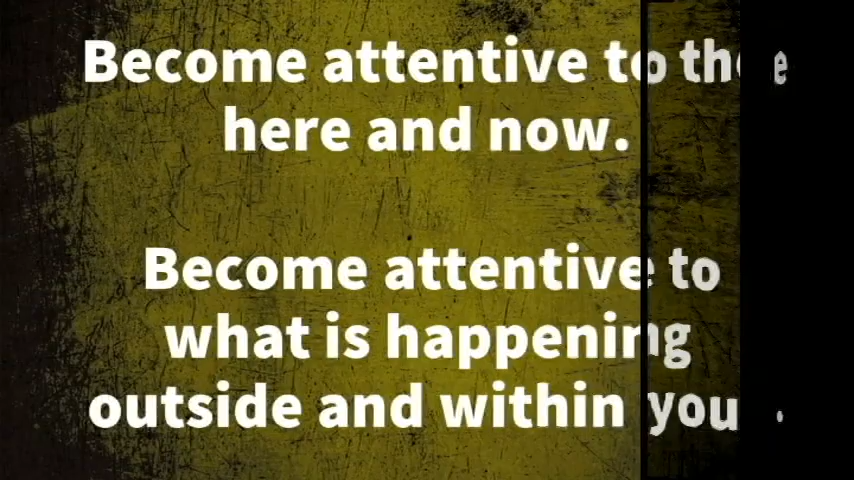 Become attentive to the
here and now.
Become attentive to
what is happening
outside and within you.